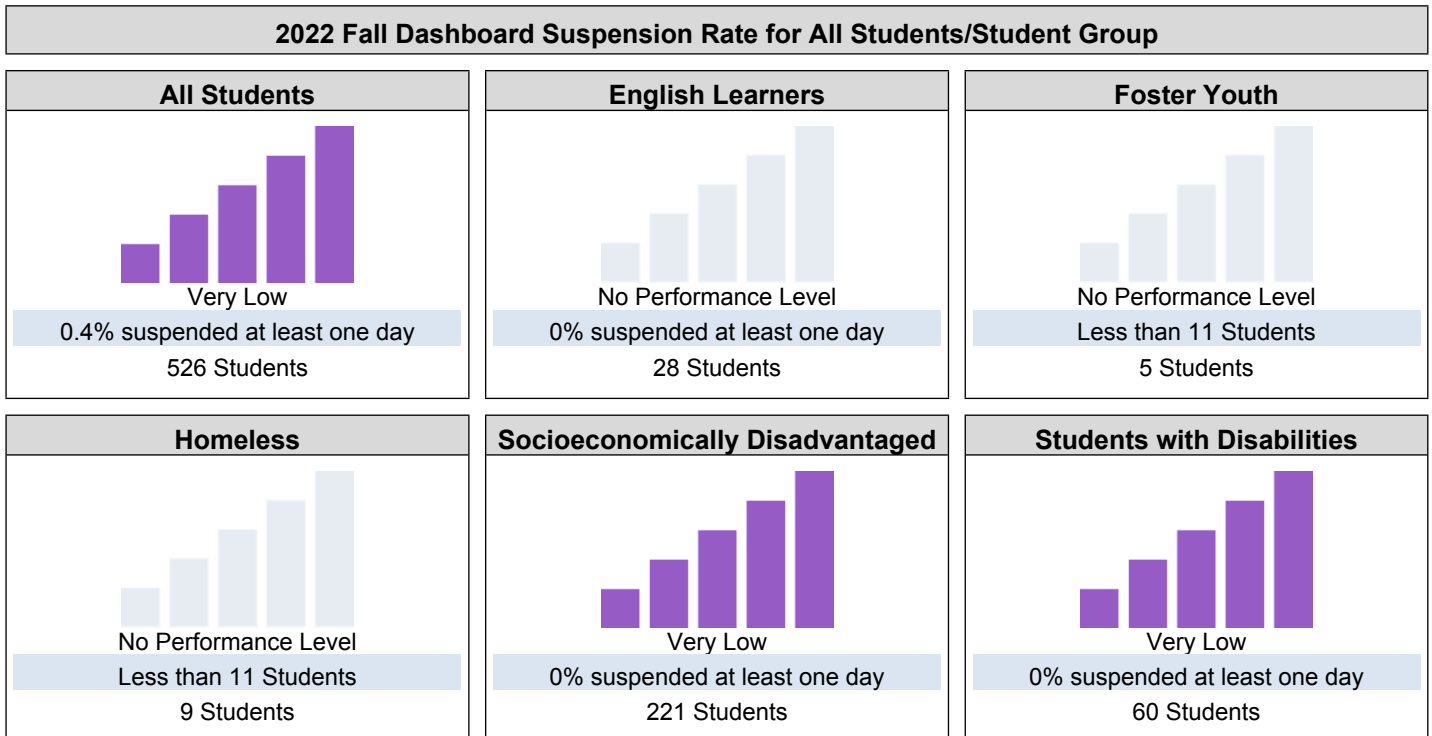 2022 Fall Dashboard Suspension Rate for All Students/Student Group
All Students
Very Low
0.4% suspended at least one day
526 Students
English Learners
No Performance Level
0% suspended at least one day
28 Students
Foster Youth
No Performance Level
Less than 11 Students
5 Students
Homeless
No Performance Level
Less than 11 Students
9 Students
Socioeconomically Disadvantaged
Very Low
0% suspended at least one day
221 Students
Students with Disabilities
Very Low
0% suspended at least one day
60 Students